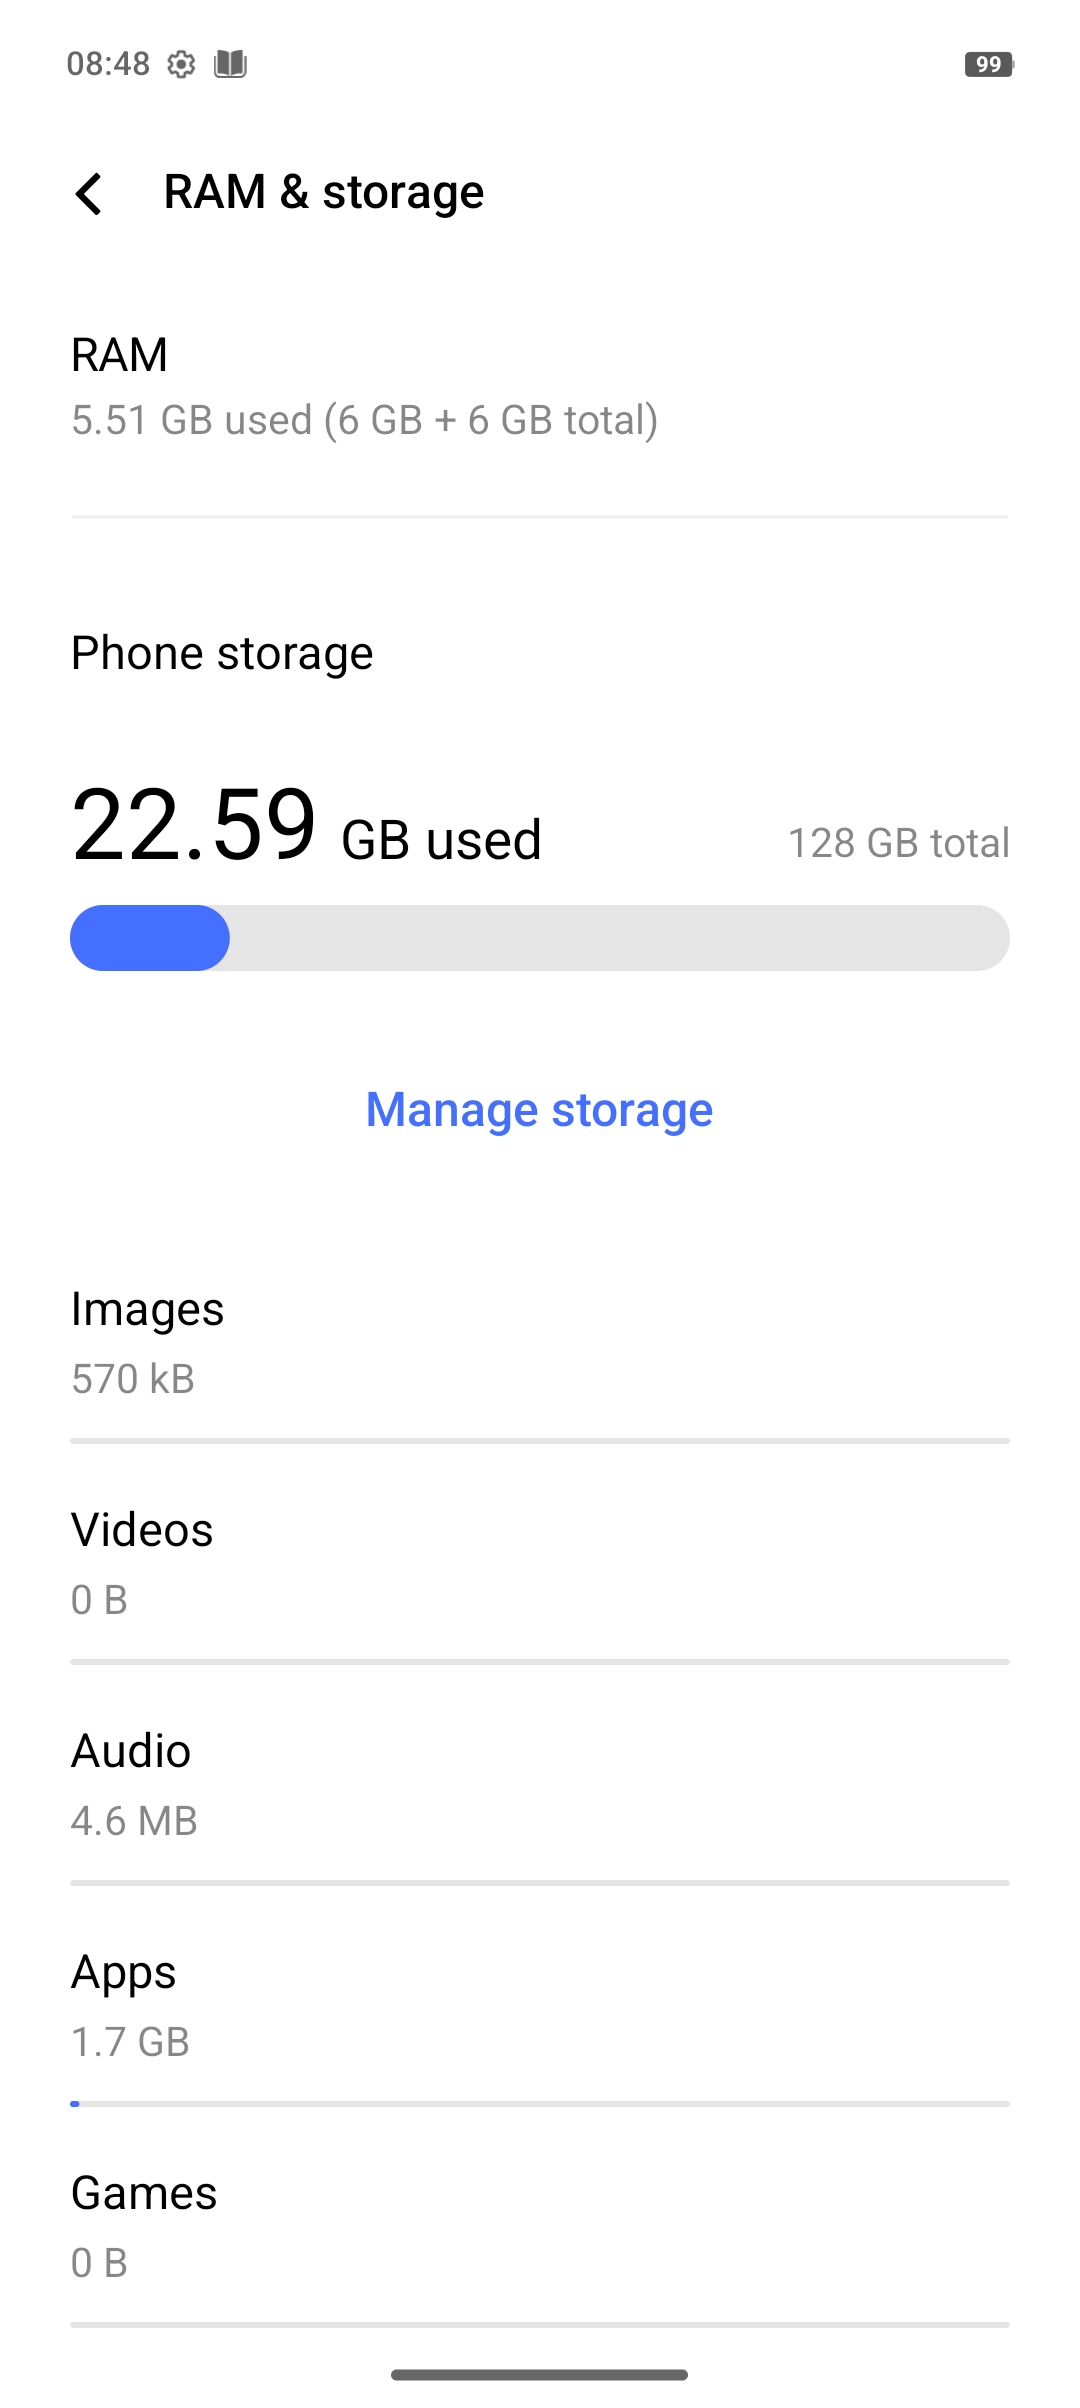 08:48
99
RAM & storage
RAM
5.51 GB used (6 GB + 6 GB total)
Phone storage
22.59 GB used
128 GB total
Manage storage
Images
570 kB
Videos
0 B
Audio
4.6 MB
Apps
1.7 GB
Games
0 B